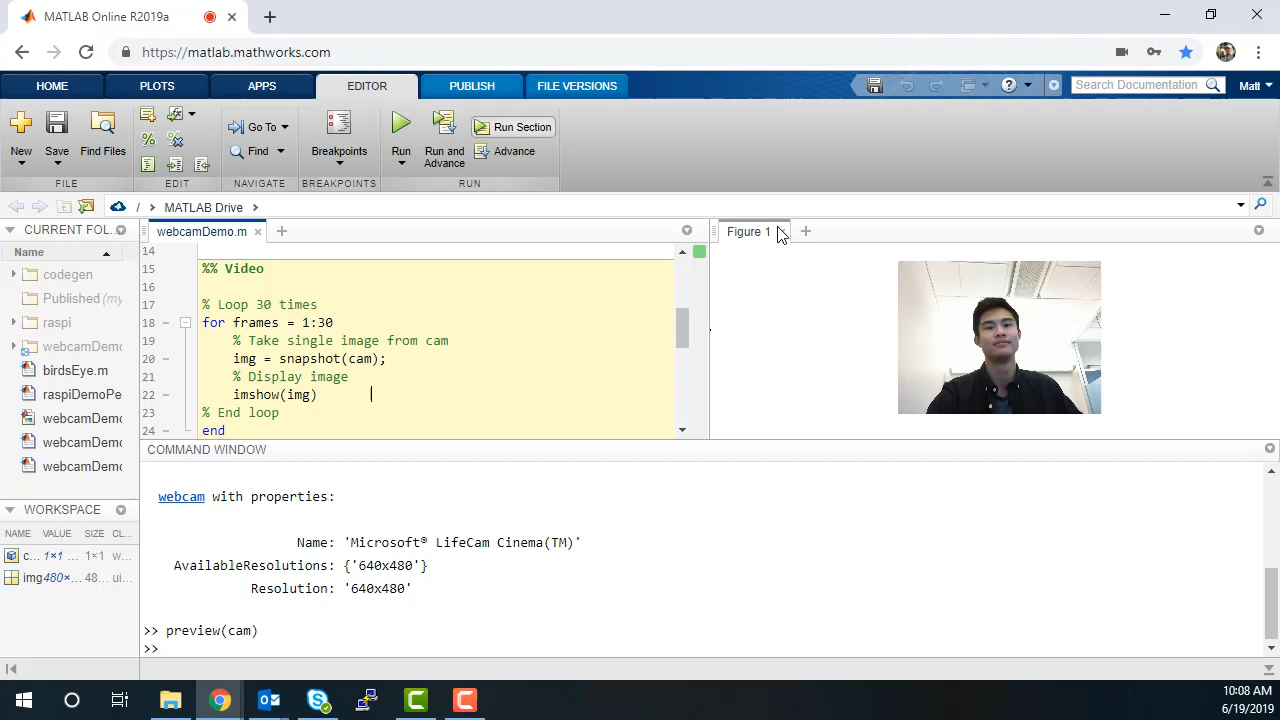 MATLAB Online R2019a
https://matlab.mathworks.com
HOME
PLOTS
APPS
EDITOR
PUBLISH
FILE VERSIONS
Search Documentation
Matt
New
Save
Find Files
Go To
Find
Breakpoints
Run
Run and Advance
Run Section
Advance
FILE
EDIT
NAVIGATE
BREAKPOINTS
RUN
/ MATLAB Drive
CURRENT FOL...
Name
codegen
Published (my
raspi
webcamDemo
birdsEye.m
raspiDemoPe
webcamDemo
webcamDemo
webcamDemo
WORKSPACE
NAME VALUE SIZE CL...
c... 1×1 ... 1×1 w...
img 480×... 48... ui...
webcamDemo.m
14
15 %% Video
16
17 % Loop 30 times
18 for frames = 1:30
19 % Take single image from cam
20 img = snapshot(cam);
21 % Display image
22 imshow(img)
23 % End loop
24 end
Figure 1
COMMAND WINDOW
webcam with properties:
Name: 'Microsoft® LifeCam Cinema(TM)'
AvailableResolutions: {'640x480'}
Resolution: '640x480'
>> preview(cam)
>>
10:08 AM
6/19/2019